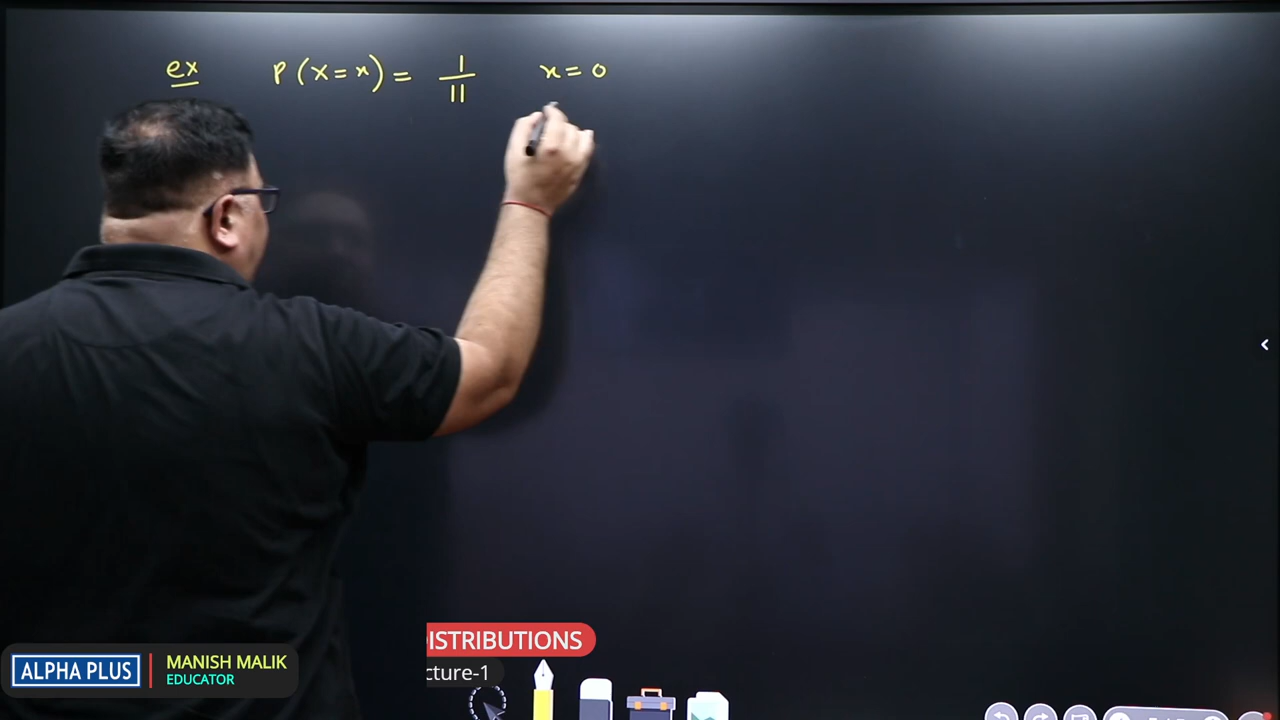 ex P(X=x) = 1/11 x=0
ISTRIBUTIONS
cture-1
ALPHA PLUS
MANISH MALIK
EDUCATOR